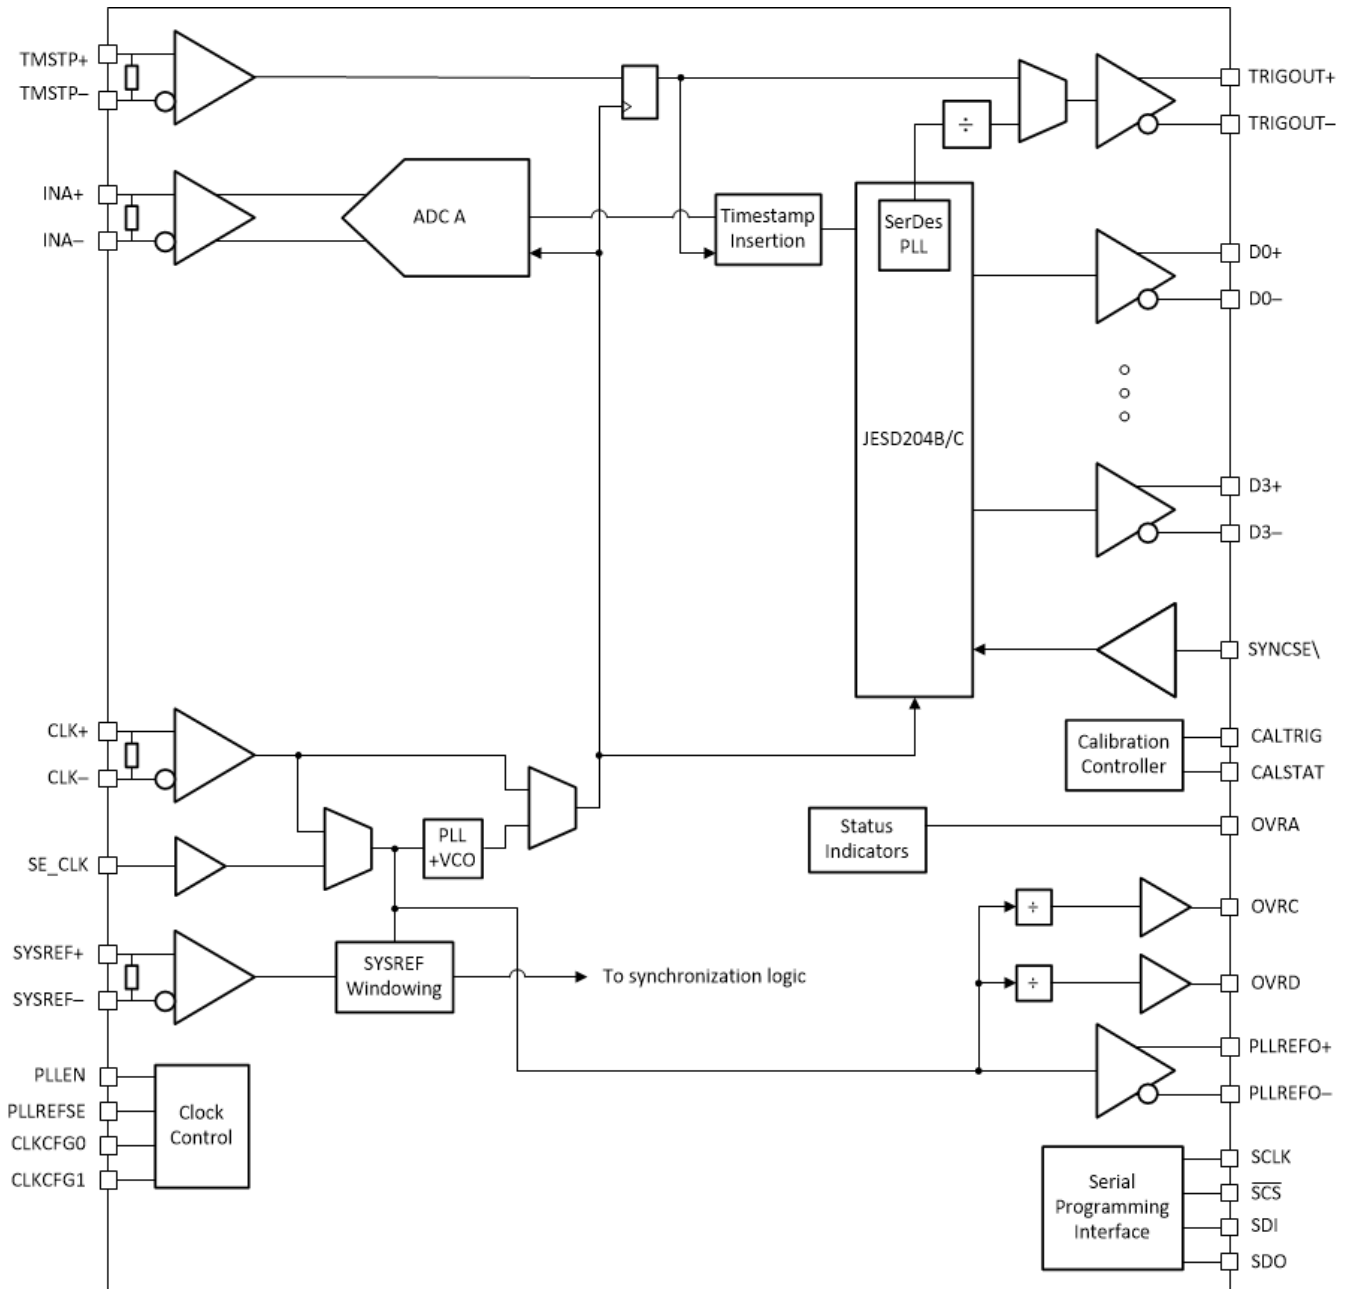 TMSTP+
TMSTP–
TRIGOUT+
÷
TRIGOUT–
INA+
INA–
ADC A
Timestamp
Insertion
SerDes
PLL
D0+
D0–
JESD204B/C
D3+
D3–
SYNCSE\
CLK+
CLK–
Calibration
Controller
CALTRIG
CALSTAT
PLL
+VCO
Status
Indicators
OVRA
SE_CLK
÷
OVRC
SYSREF+
SYSREF–
SYSREF
Windowing
To synchronization logic
÷
OVRD
PLLREFO+
PLLREFO–
PLLEN
PLLREFSE
CLKCFG0
CLKCFG1
Clock
Control
Serial
Programming
Interface
SCLK
SCS
SDI
SDO